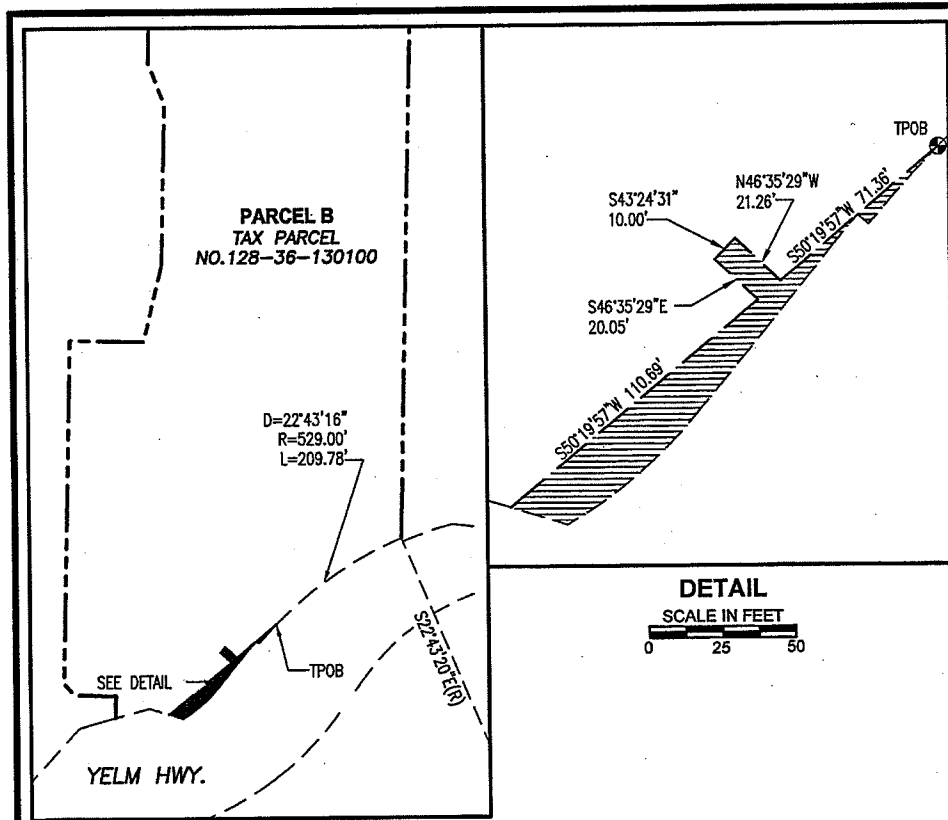 PARCEL B
TAX PARCEL
NO.128-36-130100
D=22°43'16"
R=529.00'
L=209.78'
SEE DETAIL
TPOB
S22°43'20"E(R)
YELM HWY.
TPOB
S43°24'31"
10.00'
N46°35'29"W
21.26'
S50°19'57"W 71.36'
S46°35'29"E
20.05'
S50°19'57"W 110.69'
DETAIL
SCALE IN FEET
0 25 50